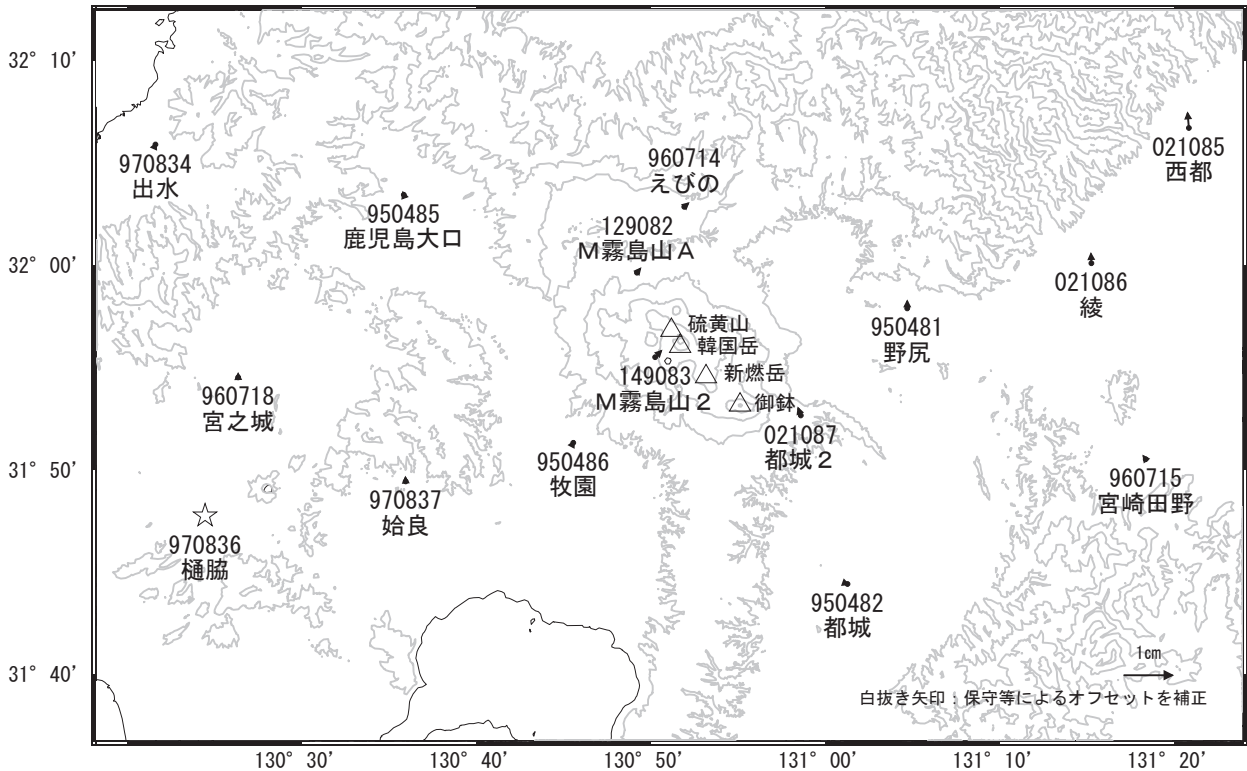 32° 10'
970834
出水
950485
鹿児島大口
960714
えびの
129082
M霧島山A
021085
西都
32° 00'
021086
綾
950481
野尻
硫黄山
韓国岳
新燃岳
149083
M霧島山2
御鉢
960718
宮之城
021087
都城2
31° 50'
950486
牧園
970837
姶良
960715
宮崎田野
970836
樋脇
950482
都城
1cm
31° 40'
白抜き矢印：保守等によるオフセットを補正
130° 30' 130° 40' 130° 50' 131° 00' 131° 10' 131° 20'